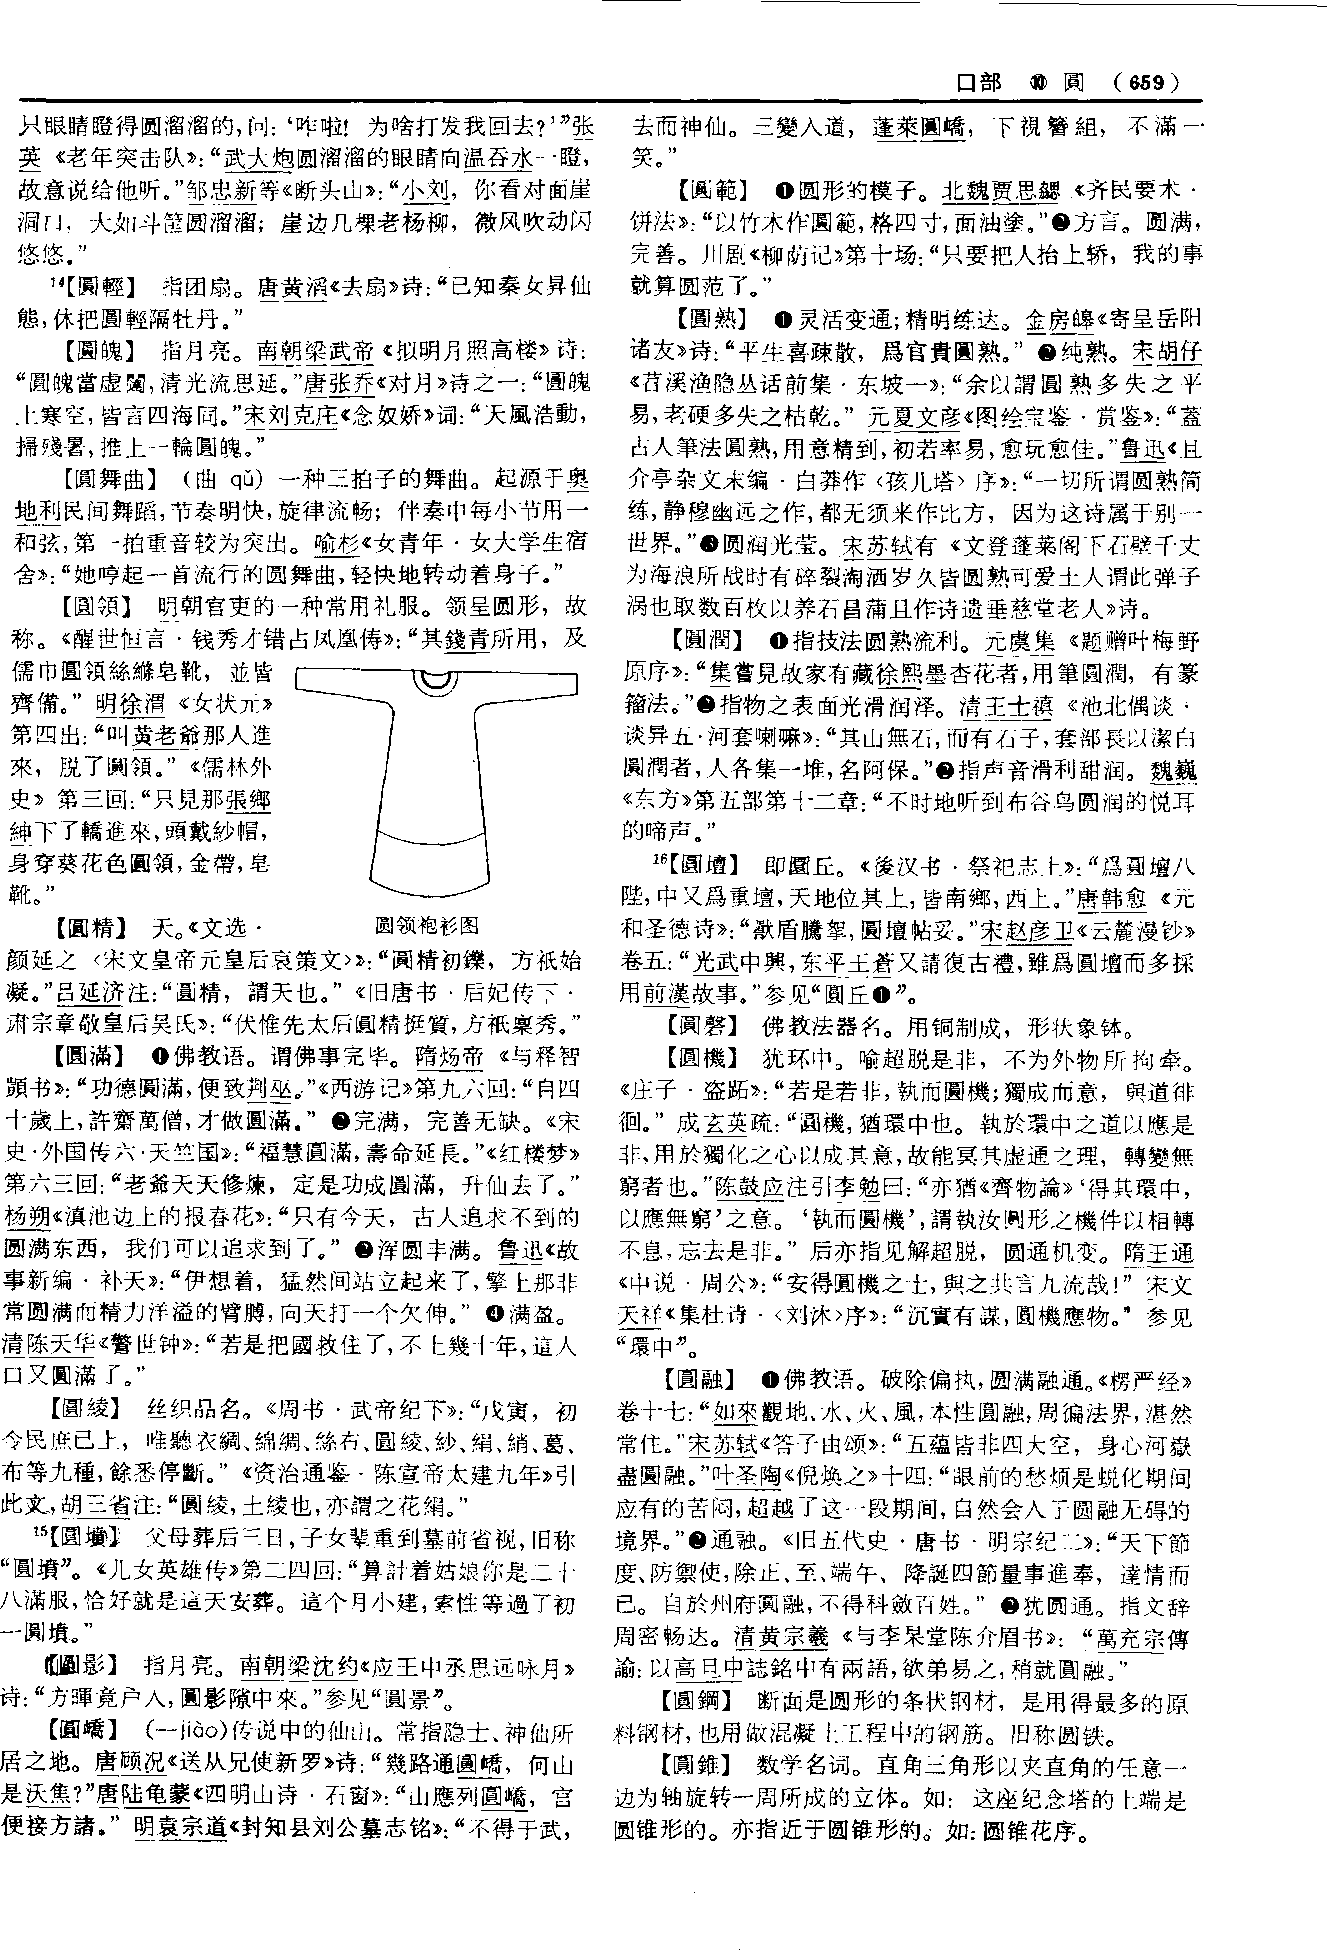 口部 ⑩ 圓 （659）
只眼睛瞪得圆溜溜的，问：‘咋啦！为啥打发我回去？’”张
英《老年突击队》：“武大炮圆溜溜的眼睛向温吞水一瞪，
故意说给他听。”邹忠新等《断头山》：“小刘，你看对面崖
洞口，大如斗筐圆溜溜；崖边几棵老杨柳，微风吹动闪
悠悠。”
14【圓輕】 指团扇。唐黄滔《去扇》诗：“已知秦女昇仙
態，休把圓輕隔牡丹。”
【圓魄】 指月亮。南朝梁武帝《拟明月照高楼》诗：
“圓魄當虚闥，清光流思延。”唐张乔《对月》诗之一：“圓魄
上寒空，皆言四海同。”宋刘克庄《念奴娇》词：“天風浩動，
掃殘暑，推上一輪圓魄。”
【圓舞曲】（曲 qǔ）一种三拍子的舞曲。起源于奥
地利民间舞蹈，节奏明快，旋律流畅；伴奏中每小节用一
和弦，第一拍重音较为突出。喻杉《女青年·女大学生宿
舍》：“她哼起一首流行的圆舞曲，轻快地转动着身子。”
【圓領】 明朝官吏的一种常用礼服。领呈圆形，故
称。《醒世恒言·钱秀才错占凤凰俦》：“其錢青所用，及
儒巾圓領絲縧皂靴，並皆
齊備。”明徐渭《女状元》
第四出：“叫黄老爺那人進
來，脱了圓領。”《儒林外
史》第三回：“只見那張鄉
紳下了轎進來，頭戴紗帽，
身穿葵花色圓領，金帶，皂
靴。”
圆领袍衫图
【圓精】 天。《文选·
颜延之〈宋文皇帝元皇后哀策文〉》：“圓精初鑠，方祇始
凝。”吕延济注：“圓精，謂天也。”《旧唐书·后妃传下·
肃宗章敬皇后吴氏》：“伏惟先太后圓精挺質，方祇稟秀。”
【圓滿】 ❶佛教语。谓佛事完毕。隋炀帝《与释智
顗书》：“功德圓滿，便致荆巫。”《西游记》第九六回：“自四
十歲上，許齋萬僧，才做圓滿。” ❷完满，完善无缺。《宋
史·外国传六·天竺国》：“福慧圓滿，壽命延長。”《红楼梦》
第六三回：“老爺天天修煉，定是功成圓滿，升仙去了。”
杨朔《滇池边上的报春花》：“只有今天，古人追求不到的
圆满东西，我们可以追求到了。” ❷浑圆丰满。鲁迅《故
事新编·补天》：“伊想着，猛然间站立起来了，擎上那非
常圆满而精力洋溢的臂膊，向天打一个欠伸。” ❹满盈。
清陈天华《警世钟》：“若是把國救住了，不上幾十年，這人
口又圓滿了。”
【圓綾】 丝织品名。《周书·武帝纪下》：“戊寅，初
令民庶已上，唯聽衣綢、綿綢、絲布、圓綾、紗、絹、綃、葛、
布等九種，餘悉停斷。”《资治通鉴·陈宣帝太建九年》引
此文，胡三省注：“圓綾，土綾也，亦謂之花絹。”
15【圓墳】 父母葬后三日，子女辈重到墓前省视，旧称
“圓墳”。《儿女英雄传》第二四回：“算計着姑娘你是二十
八滿服，恰好就是這天安葬。這个月小建，索性等過了初
一圓墳。”
【圓影】 指月亮。南朝梁沈约《应王中丞思远咏月》
诗：“方暉竟户入，圓影隙中來。”参见“圓景”。
【圓嶠】（—jiào）传说中的仙山。常指隐士、神仙所
居之地。唐顾况《送从兄使新罗》诗：“幾路通圓嶠，何山
是沃焦？”唐陆龟蒙《四明山诗·石窗》：“山應列圓嶠，宫
便接方諸。”明袁宗道《封知县刘公墓志铭》：“不得于武，
去而神仙。三變入道，蓬萊圓嶠，下視簪組，不滿一
笑。”
【圓範】 ❶圆形的模子。北魏贾思勰《齐民要术·
饼法》：“以竹木作圓範，格四寸，面油塗。”❷方言。圆满，
完善。川剧《柳荫记》第十场：“只要把人抬上轿，我的事
就算圆范了。”
【圓熟】 ❶灵活变通；精明练达。金房皞《寄呈岳阳
诸友》诗：“平生喜疎散，爲官貴圓熟。” ❷纯熟。宋胡仔
《苕溪渔隐丛话前集·东坡一》：“余以謂圓熟多失之平
易，老硬多失之枯乾。”元夏文彦《图绘宝鉴·赏鉴》：“蓋
古人筆法圓熟，用意精到，初若率易，愈玩愈佳。”鲁迅《且
介亭杂文末编·白莽作〈孩儿塔〉序》：“一切所谓圆熟简
练，静穆幽远之作，都无须来作比方，因为这诗属于别一
世界。”❸圆润光莹。宋苏轼有《文登蓬莱阁下石壁千丈
为海浪所战时有碎裂淘洒岁久皆圆熟可爱土人谓此弹子
涡也取数百枚以养石昌蒲且作诗遗垂慈堂老人》诗。
【圓潤】 ❶指技法圆熟流利。元虞集《题赠叶梅野
原序》：“集嘗見故家有藏徐熙墨杏花者，用筆圓潤，有篆
籀法。”❷指物之表面光滑润泽。清王士禛《池北偶谈·
谈异五·河套喇嘛》：“其山無石，而有石子，套部長以潔白
圓潤者，人各集一堆，名阿保。”❷指声音滑利甜润。魏巍
《东方》第五部第十二章：“不时地听到布谷鸟圆润的悦耳
的啼声。”
16【圓壇】 即圜丘。《後汉书·祭祀志上》：“爲圓壇八
陛，中又爲重壇，天地位其上，皆南鄉，西上。”唐韩愈《元
和圣德诗》：“獸盾騰拏，圓壇帖妥。”宋赵彦卫《云麓漫钞》
卷五：“光武中興，东平王蒼又請復古禮，雖爲圓壇而多採
用前漢故事。”参见“圓丘❶”。
【圓磬】 佛教法器名。用铜制成，形状象钵。
【圓機】 犹环中。喻超脱是非，不为外物所拘牵。
《庄子·盗跖》：“若是若非，執而圓機；獨成而意，與道徘
徊。”成玄英疏：“圓機，猶環中也。執於環中之道以應是
非，用於獨化之心以成其意，故能冥其虚通之理，轉變無
窮者也。”陈鼓应注引李勉曰：“亦猶《齊物論》‘得其環中，
以應無窮’之意。‘執而圓機’，謂執汝圓形之機件以相轉
不息，忘去是非。”后亦指见解超脱，圆通机变。隋王通
《中说·周公》：“安得圓機之士，與之共言九流哉！”宋文
天祥《集杜诗·〈刘沐〉序》：“沉實有謀，圓機應物。”参见
“環中”。
【圓融】 ❶佛教语。破除偏执，圆满融通。《楞严经》
卷十七：“如來觀地、水、火、風，本性圓融，周徧法界，湛然
常住。”宋苏轼《答子由颂》：“五蕴皆非四大空，身心河嶽
盡圓融。”叶圣陶《倪焕之》十四：“眼前的愁烦是蜕化期间
应有的苦闷，超越了这一段期间，自然会入了圆融无碍的
境界。”❷通融。《旧五代史·唐书·明宗纪二》：“天下節
度、防禦使，除正、至、端午、降誕四節量事進奉，達情而
已。自於州府圓融，不得科斂百姓。” ❷犹圆通。指文辞
周密畅达。清黄宗羲《与李杲堂陈介眉书》：“萬充宗傳
諭：以高旦中誌銘中有兩語，欲弟易之，稍就圓融。”
【圓鋼】 断面是圆形的条状钢材，是用得最多的原
料钢材，也用做混凝土工程中的钢筋。旧称圆铁。
【圓錐】 数学名词。直角三角形以夹直角的任意一
边为轴旋转一周所成的立体。如：这座纪念塔的上端是
圆锥形的。亦指近于圆锥形的。如：圆锥花序。